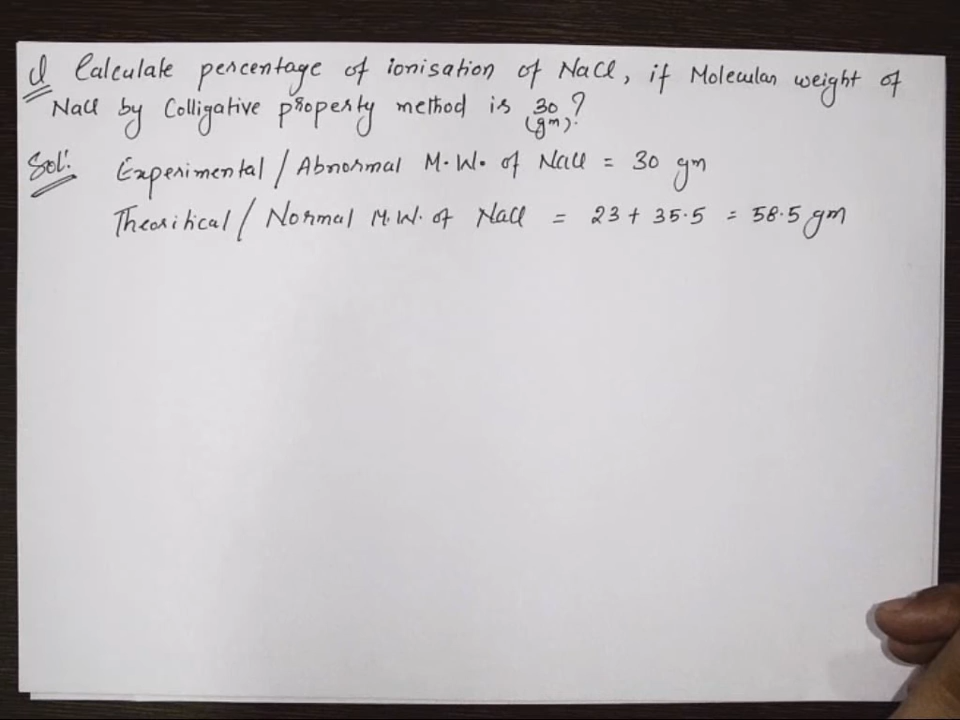 Q Calculate percentage of ionisation of NaCl, if Molecular weight of
NaCl by Colligative property method is 30 ?
(gm)
Sol: Experimental / Abnormal M.W. of NaCl = 30 gm
Theoritical / Normal M.W. of NaCl = 23 + 35.5 = 58.5 gm